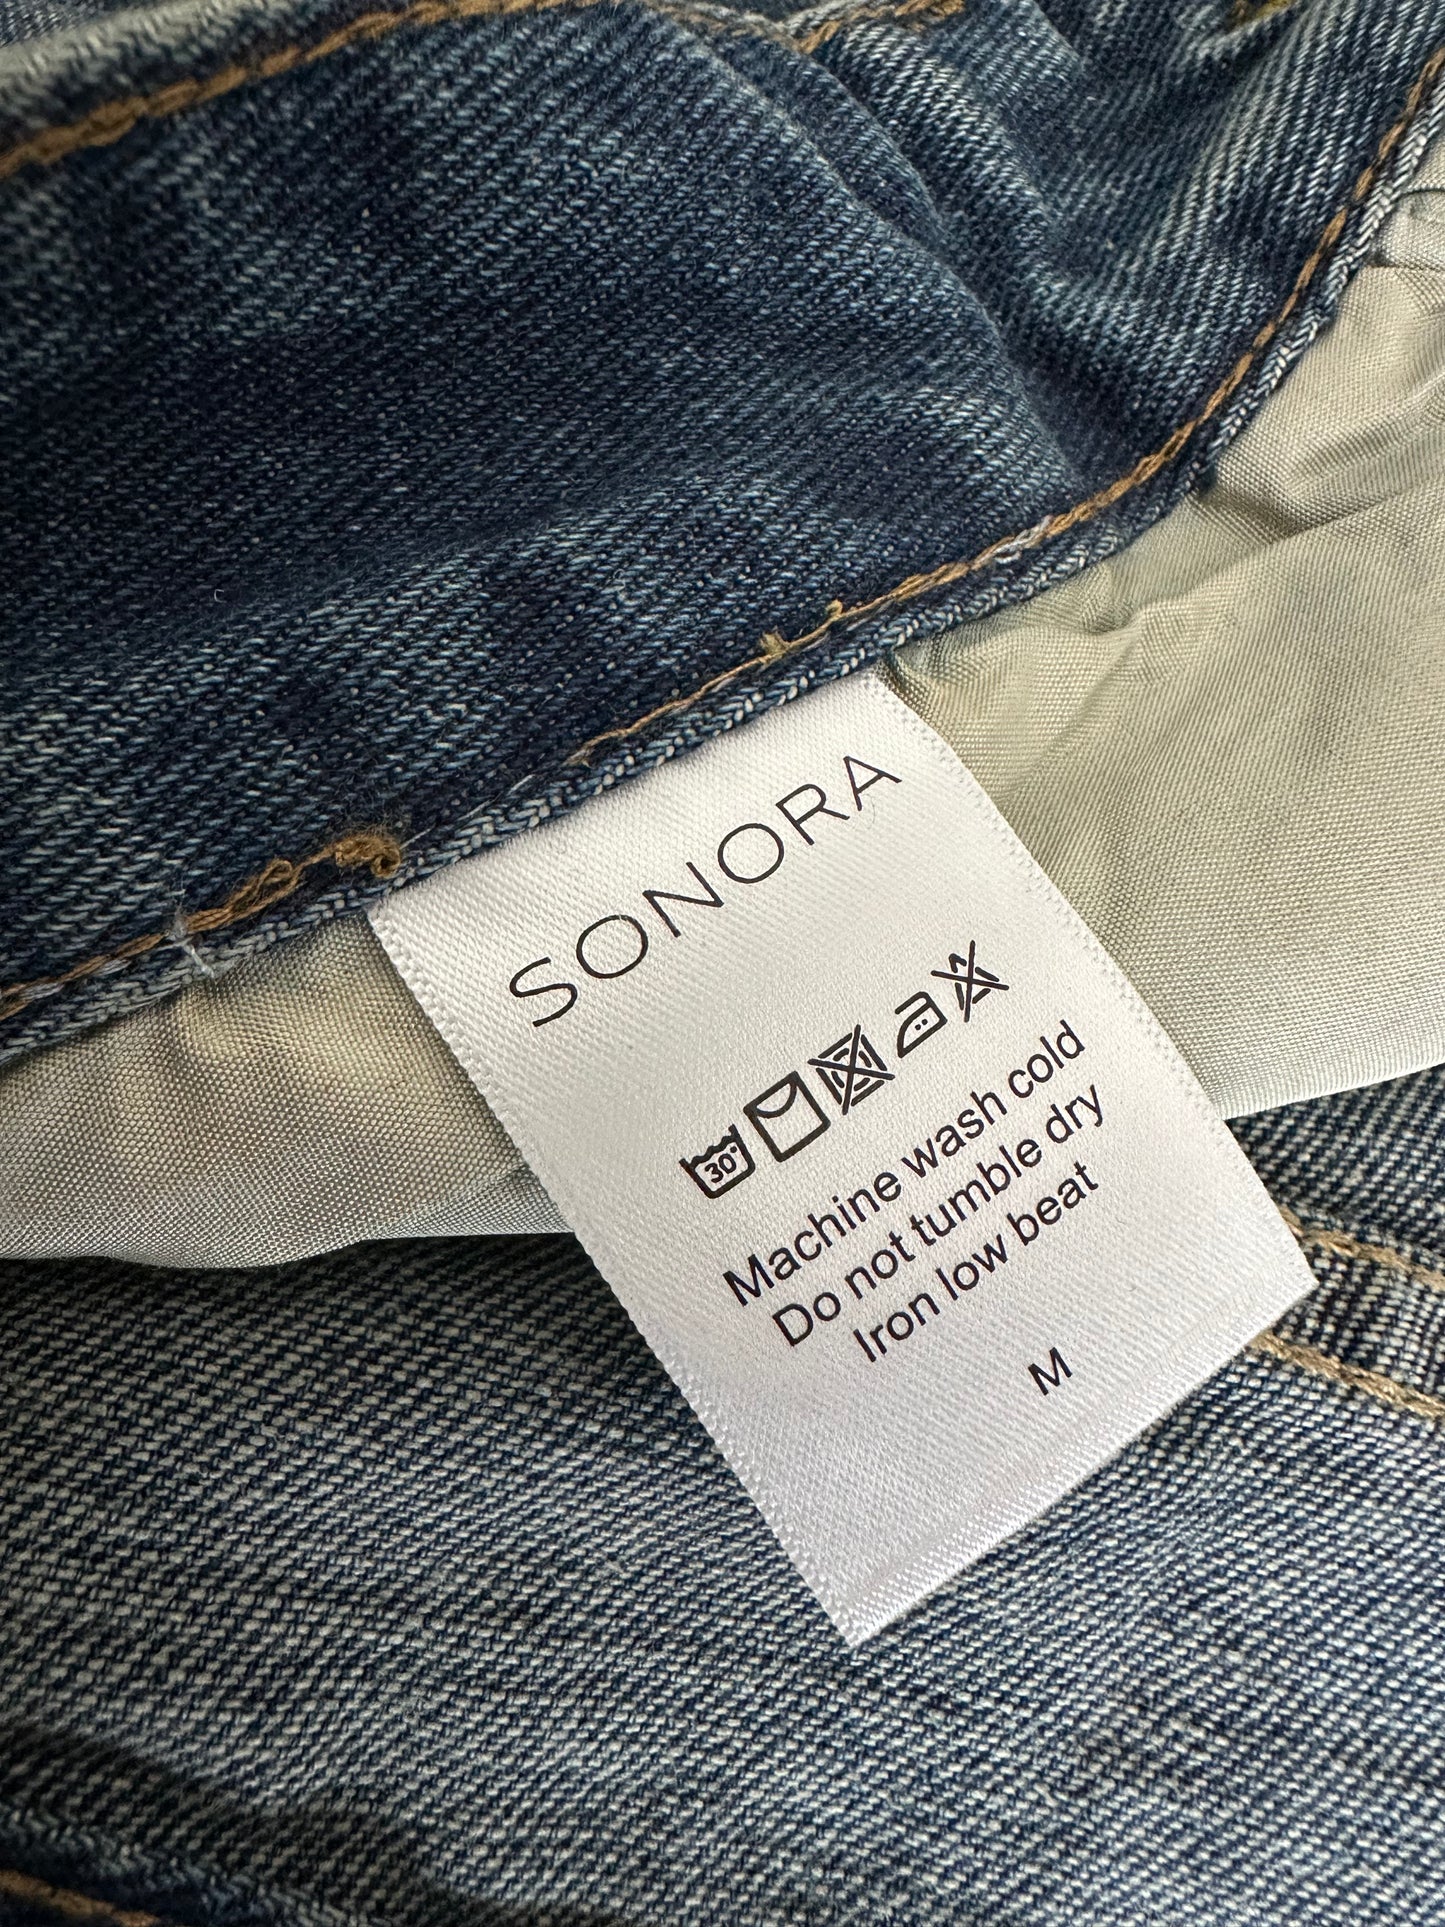 SONORA
30°
Machine wash cold
Do not tumble dry
Iron low beat
M